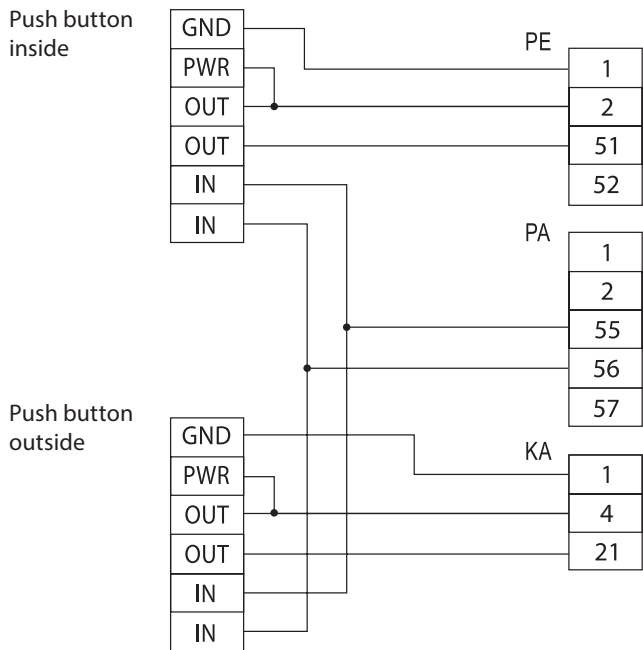 Push button
inside
GND
PWR
OUT
OUT
IN
IN
PE
1
2
51
52
PA
1
2
55
56
57
Push button
outside
GND
PWR
OUT
OUT
IN
IN
KA
1
4
21